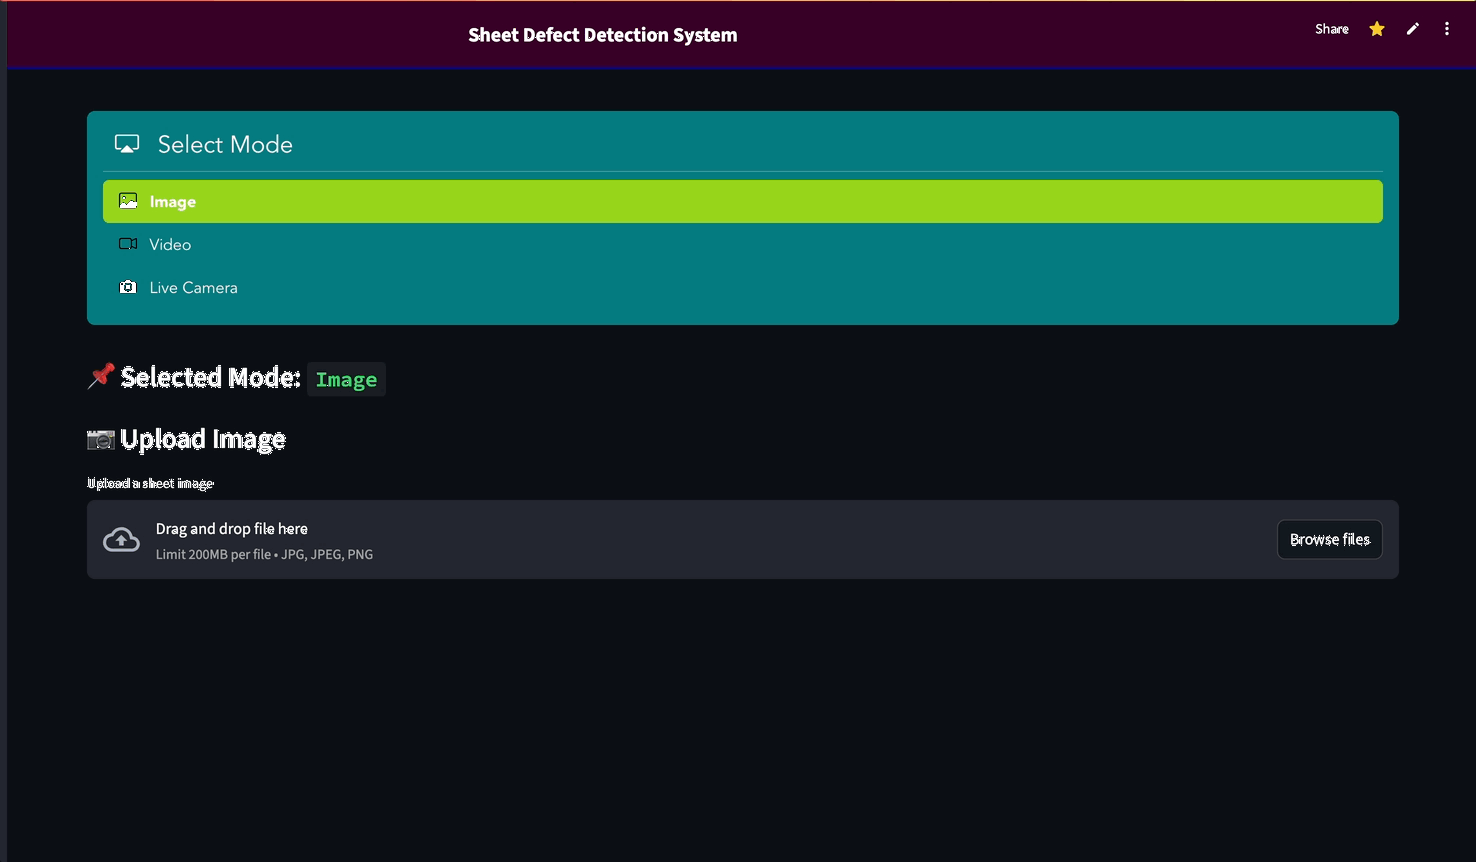 Sheet Defect Detection System
Share
Select Mode
Image
Video
Live Camera
Selected Mode: Image
Upload Image
Upload a sheet image
Drag and drop file here
Limit 200MB per file • JPG, JPEG, PNG
Browse files